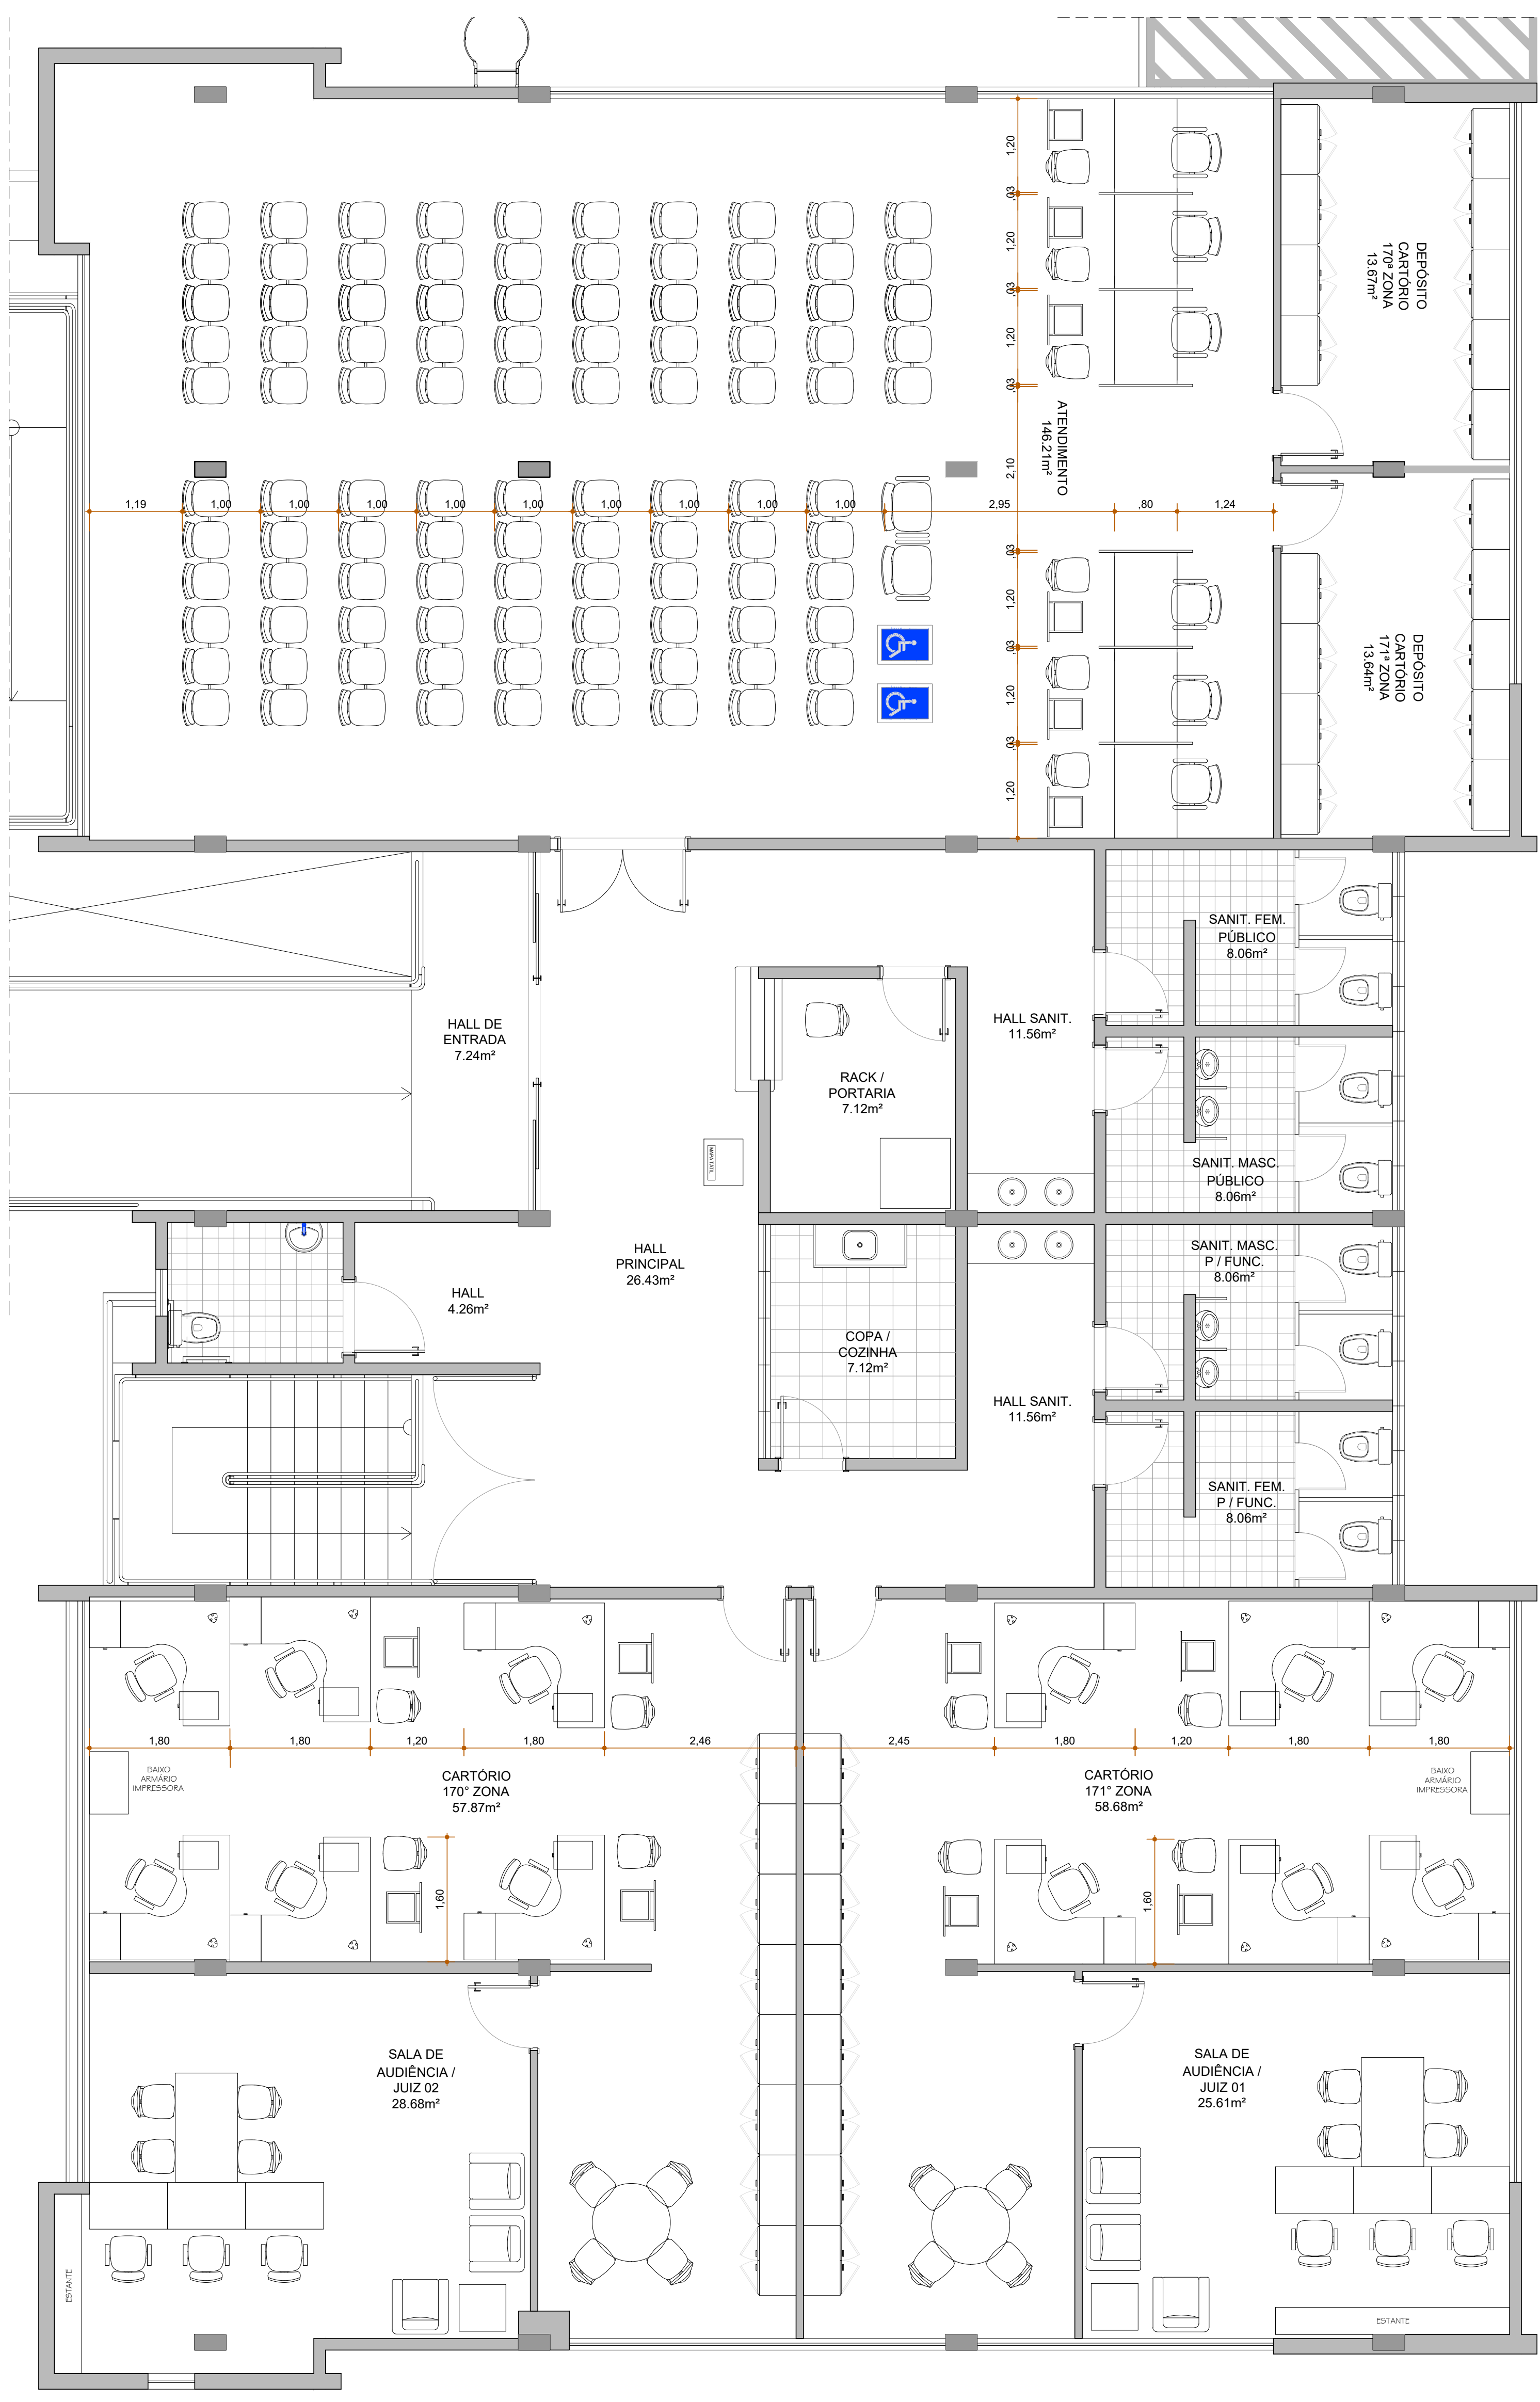 1,20
,03
1,20
,03
1,20
,03
2,10
,03
1,20
,03
1,20
,03
1,20
ATENDIMENTO
146.21m²
DEPÓSITO
CARTÓRIO
170ª ZONA
13.67m²
DEPÓSITO
CARTÓRIO
171ª ZONA
13.64m²
1,19
1,00
1,00
1,00
1,00
1,00
1,00
1,00
1,00
1,00
2,95
,80
1,24
SANIT. FEM.
PÚBLICO
8.06m²
HALL DE
ENTRADA
7.24m²
HALL SANIT.
11.56m²
RACK /
PORTARIA
7.12m²
MAPA TÁTIL
SANIT. MASC.
PÚBLICO
8.06m²
HALL
PRINCIPAL
26.43m²
SANIT. MASC.
P / FUNC.
8.06m²
HALL
4.26m²
COPA /
COZINHA
7.12m²
HALL SANIT.
11.56m²
SANIT. FEM.
P / FUNC.
8.06m²
1,80
1,80
1,20
1,80
2,46
2,45
1,80
1,20
1,80
1,80
BAIXO
ARMÁRIO
IMPRESSORA
CARTÓRIO
170° ZONA
57.87m²
CARTÓRIO
171° ZONA
58.68m²
BAIXO
ARMÁRIO
IMPRESSORA
1,60
1,60
SALA DE
AUDIÊNCIA /
JUIZ 02
28.68m²
SALA DE
AUDIÊNCIA /
JUIZ 01
25.61m²
ESTANTE
ESTANTE